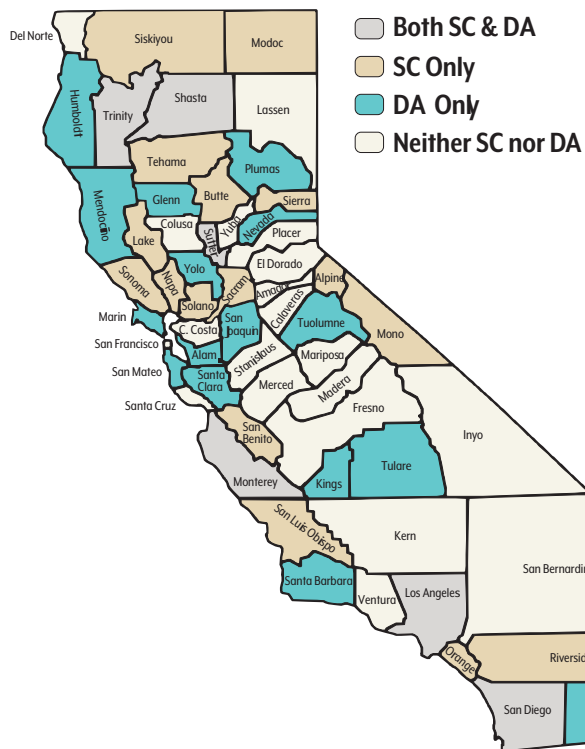 Both SC & DA
SC Only
DA Only
Neither SC nor DA
Del Norte
Siskiyou
Modoc
Humboldt
Trinity
Shasta
Lassen
Tehama
Plumas
Mendocino
Glenn
Butte
Sierra
Colusa
Sutter
Yuba
Nevada
Placer
Lake
Yolo
El Dorado
Sonoma
Napa
Sacram
Alpine
Solano
Amador
Calaveras
Marin
C. Costa
San
Joaquin
Tuolumne
Mono
San Francisco
Alam
Stanislaus
Mariposa
San Mateo
Santa
Clara
Merced
Madera
Santa Cruz
Fresno
Inyo
San
Benito
Monterey
Kings
Tulare
San Luis Obispo
Kern
Santa Barbara
San Bernardin
Ventura
Los Angeles
Orange
Riversid
San Diego